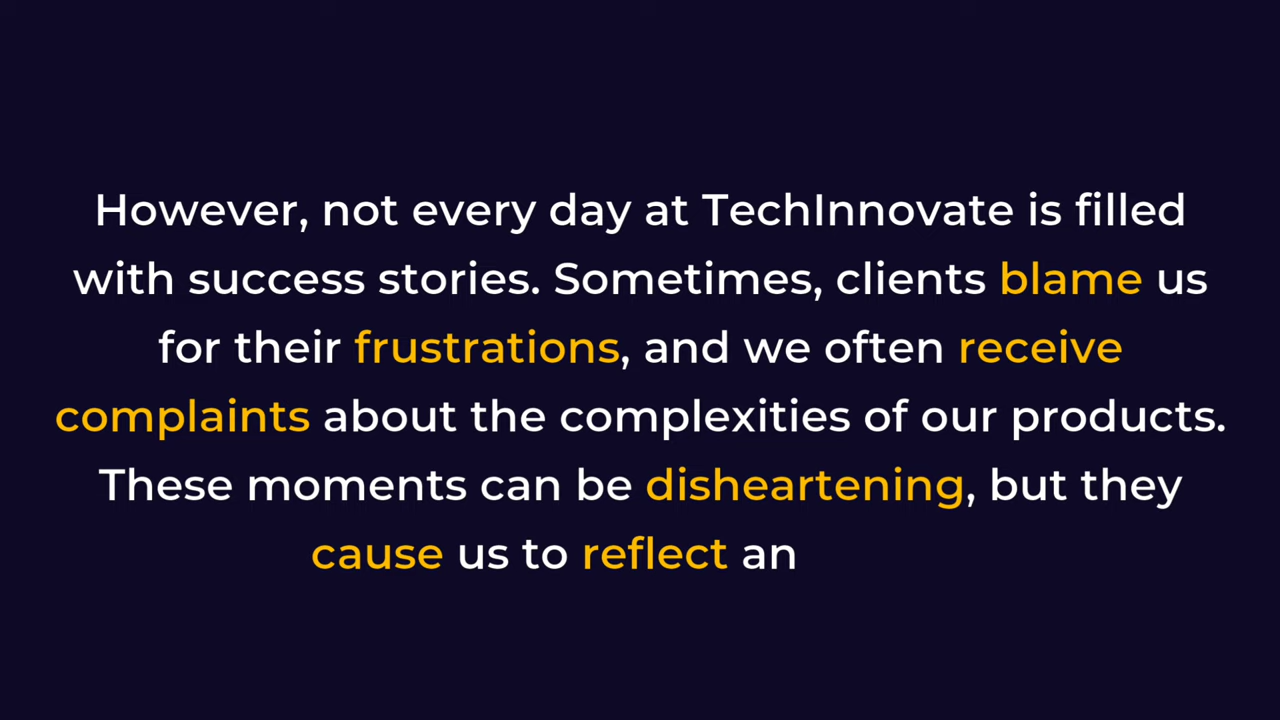 However, not every day at TechInnovate is filled
with success stories. Sometimes, clients blame us
for their frustrations, and we often receive
complaints about the complexities of our products.
These moments can be disheartening, but they
cause us to reflect an